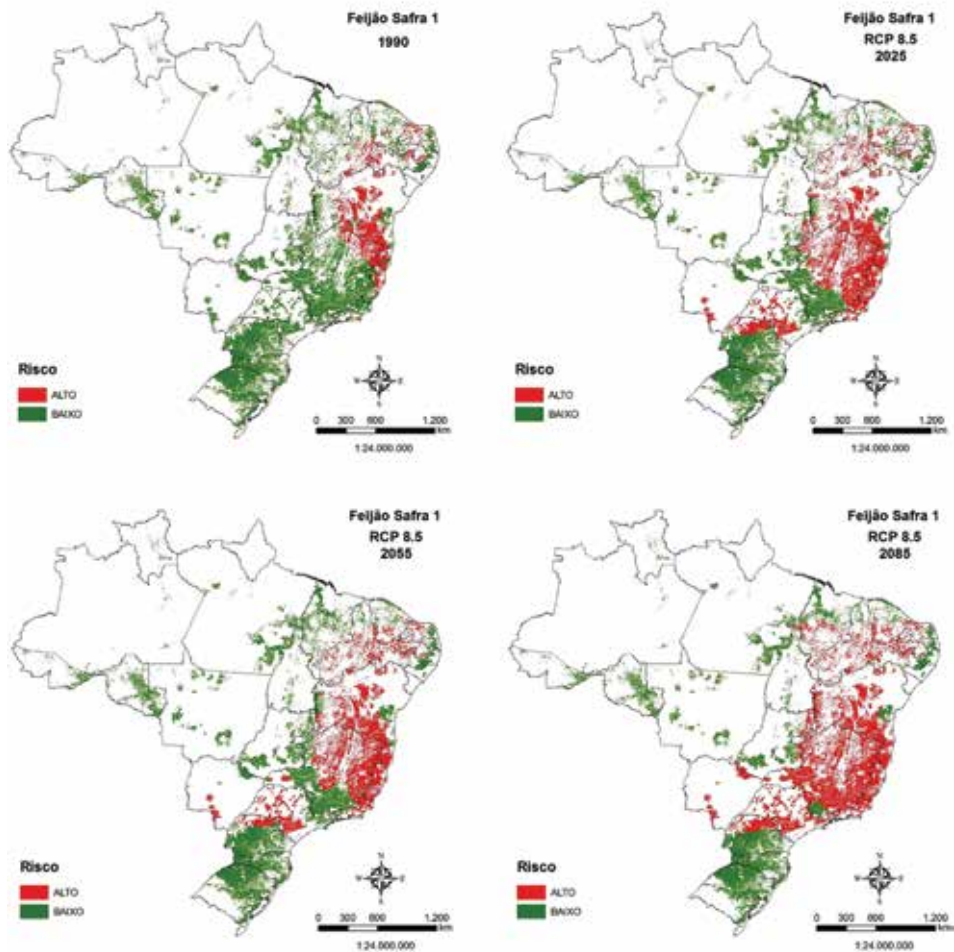 Feijão Safra 1
1990
Risco
ALTO
BAIXO
N
W
E
S
0 300 600 1.200
km
1:24.000.000
Feijão Safra 1
RCP 8.5
2025
Risco
ALTO
BAIXO
N
W
E
S
0 300 600 1.200
km
1:24.000.000
Feijão Safra 1
RCP 8.5
2055
Risco
ALTO
BAIXO
N
W
E
S
0 300 600 1.200
km
1:24.000.000
Feijão Safra 1
RCP 8.5
2085
Risco
ALTO
BAIXO
N
W
E
S
0 300 600 1.200
km
1:24.000.000